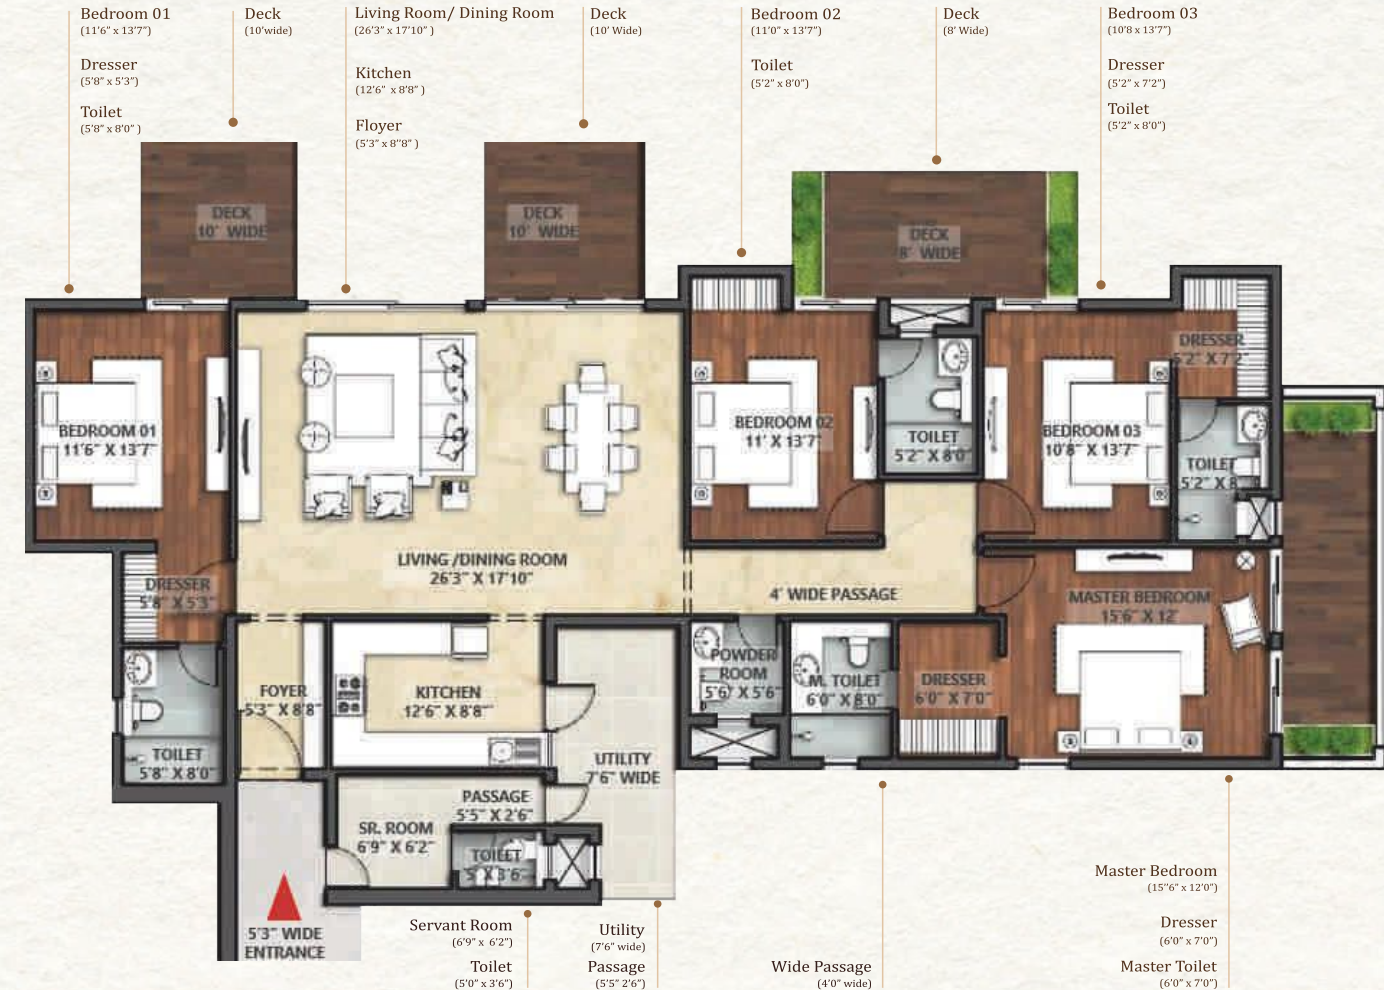 Bedroom 01
(11'6" x 13'7")
Dresser
(5'8" x 5'3")
Toilet
(5'8" x 8'0" )
Deck
(10'wide)
Living Room/ Dining Room
(26'3" x 17'10" )
Kitchen
(12'6" x 8'8" )
Floyer
(5'3" x 8''8" )
Deck
(10' Wide)
Bedroom 02
(11'0" x 13'7")
Toilet
(5'2" x 8'0")
Deck
(8' Wide)
Bedroom 03
(10'8 x 13'7")
Dresser
(5'2" x 7'2")
Toilet
(5'2" x 8'0")
DECK
10' WIDE
DECK
10' WIDE
DECK
8' WIDE
BEDROOM 01
11'6" X 13'7"
BEDROOM 02
11' X 13'7"
TOILET
5'2" X 8'0"
BEDROOM 03
10'8" X 13'7"
DRESSER
5'2" X 7'2"
TOILET
5'2" X 8'
LIVING /DINING ROOM
26'3" X 17'10"
4' WIDE PASSAGE
MASTER BEDROOM
15'6" X 12'
DRESSER
5'8" X 5'3"
TOILET
5'8" X 8'0"
FOYER
5'3" X 8'8"
KITCHEN
12'6" X 8'8"
UTILITY
7'6" WIDE
POWDER
ROOM
5'6" X 5'6"
M. TOILET
6'0" X 8'0"
DRESSER
6'0" X 7'0"
PASSAGE
5'5" X 2'6"
SR. ROOM
6'9" X 6'2"
TOILET
5' X 3'6"
5'3" WIDE
ENTRANCE
Servant Room
(6'9" x 6'2")
Toilet
(5'0" x 3'6")
Utility
(7'6" wide)
Passage
(5'5" 2'6")
Wide Passage
(4'0" wide)
Master Bedroom
(15''6" x 12'0")
Dresser
(6'0" x 7'0")
Master Toilet
(6'0" x 7'0")